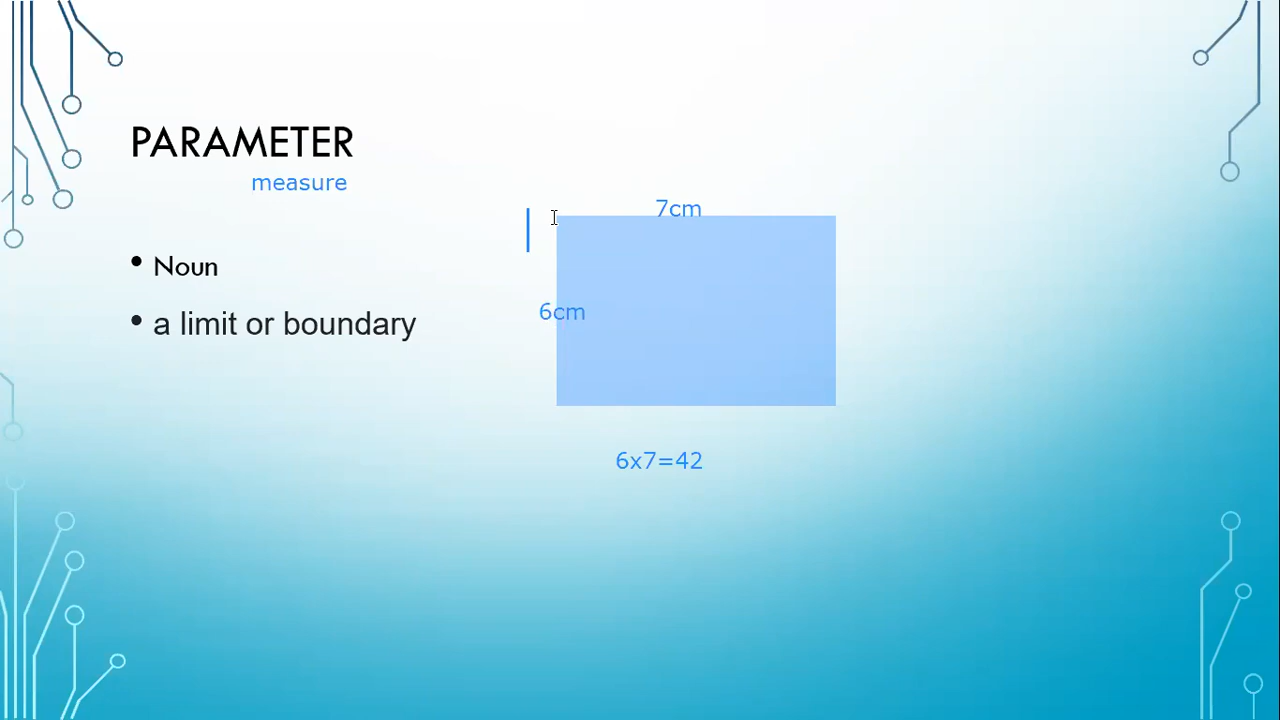 PARAMETER
measure
• Noun
• a limit or boundary
7cm
6cm
6x7=42